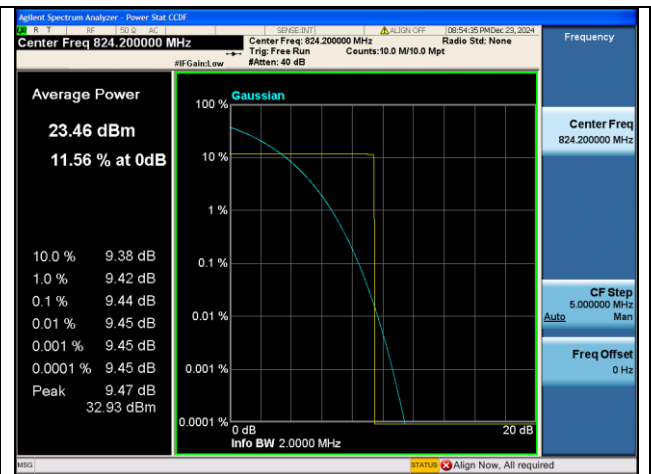 Agilent Spectrum Analyzer - Power Stat CCDF
R T RF 50 Ω AC SENSE:INT ALIGN OFF 08:54:35 PM Dec 23, 2024
Center Freq 824.200000 MHz
Center Freq: 824.200000 MHz Radio Std: None
Trig: Free Run Counts:10.0 M/10.0 Mpt
#IFGain:Low #Atten: 40 dB
Frequency
Average Power
23.46 dBm
11.56 % at 0dB
10.0 % 9.38 dB
1.0 % 9.42 dB
0.1 % 9.44 dB
0.01 % 9.45 dB
0.001 % 9.45 dB
0.0001 % 9.45 dB
Peak 9.47 dB
32.93 dBm
Gaussian
100 %
10 %
1 %
0.1 %
0.01 %
0.001 %
0.0001 %
0 dB 20 dB
Info BW 2.0000 MHz
Center Freq
824.200000 MHz
CF Step
5.000000 MHz
Auto Man
Freq Offset
0 Hz
MSG STATUS Align Now, All required